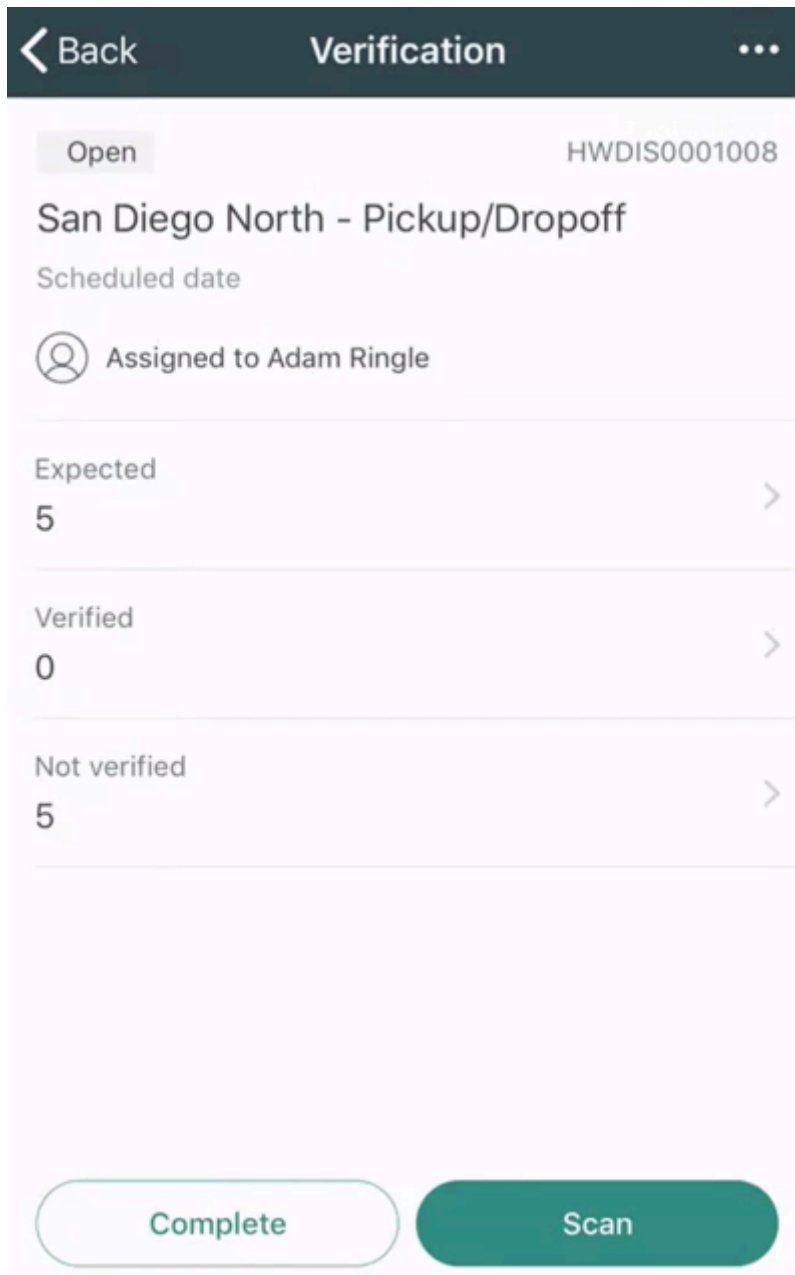 Back Verification ...
Open HWDIS0001008
San Diego North - Pickup/Dropoff
Scheduled date
Assigned to Adam Ringle
Expected
5
Verified
0
Not verified
5
Complete Scan